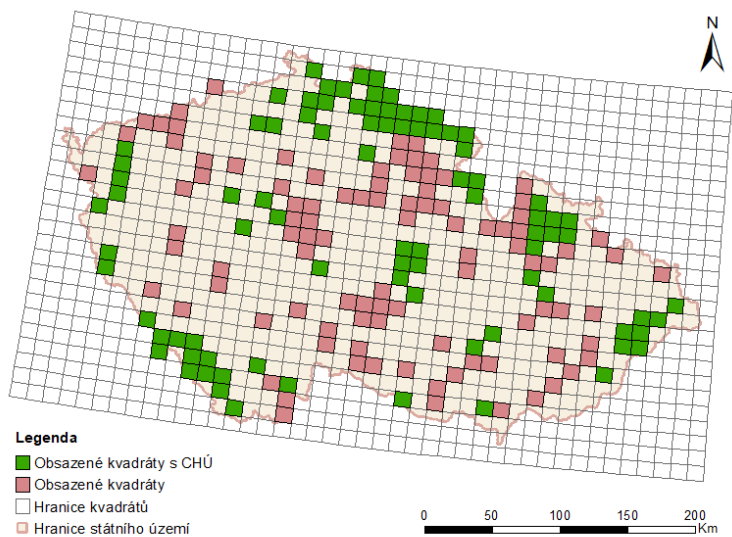 N
Legenda
Obsazené kvadráty s CHÚ
Obsazené kvadráty
Hranice kvadrátů
Hranice státního území
0 50 100 150 200
Km